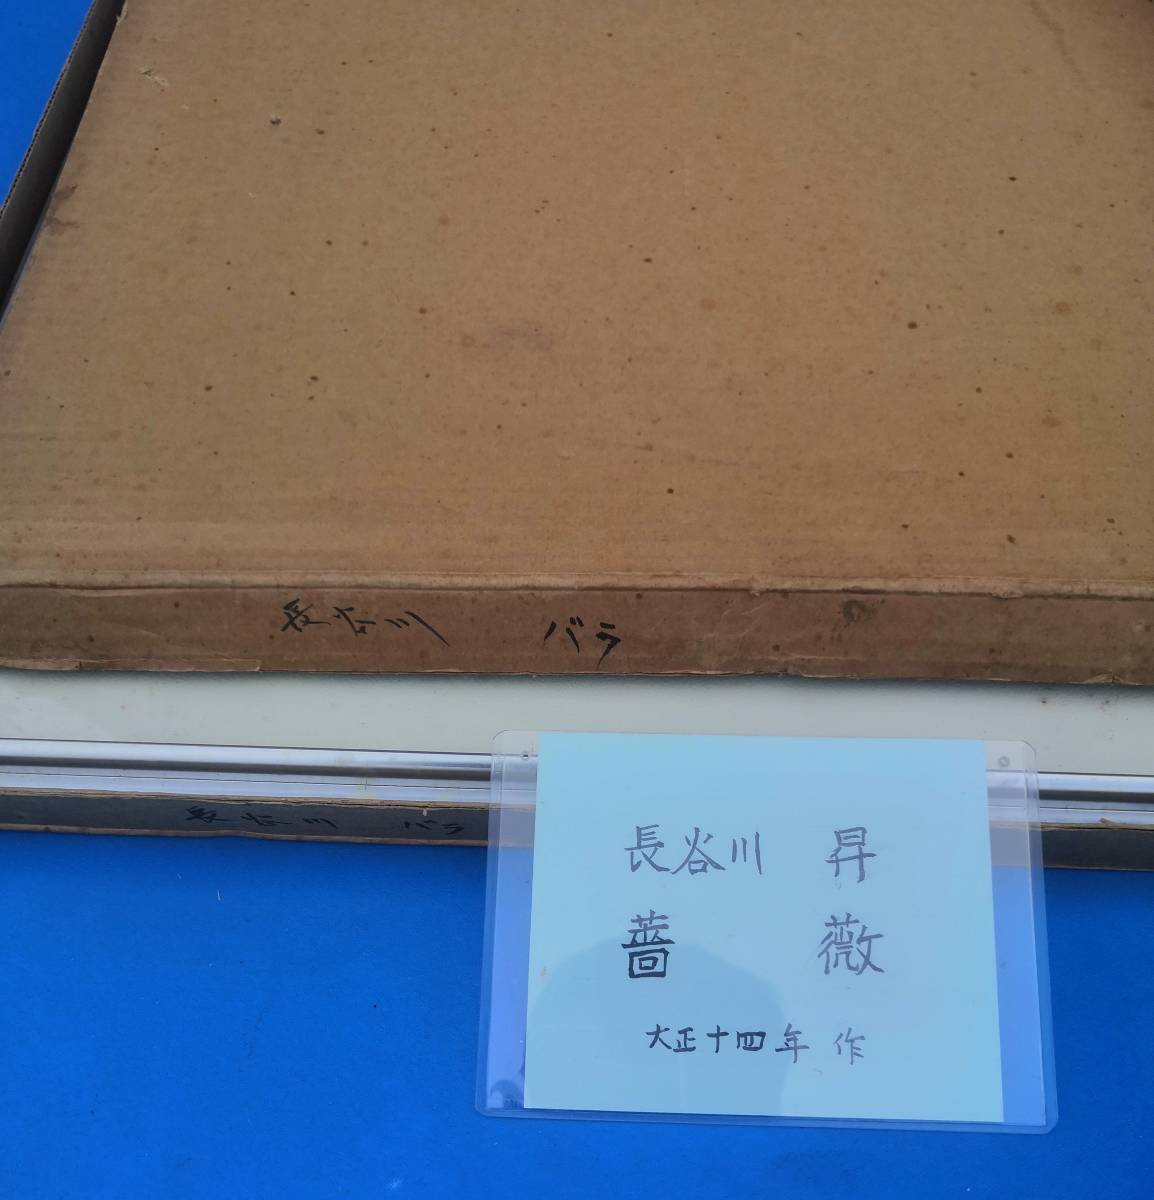 長谷川 バラ
長谷川 バラ
長谷川 昇
薔薇
大正十四年作